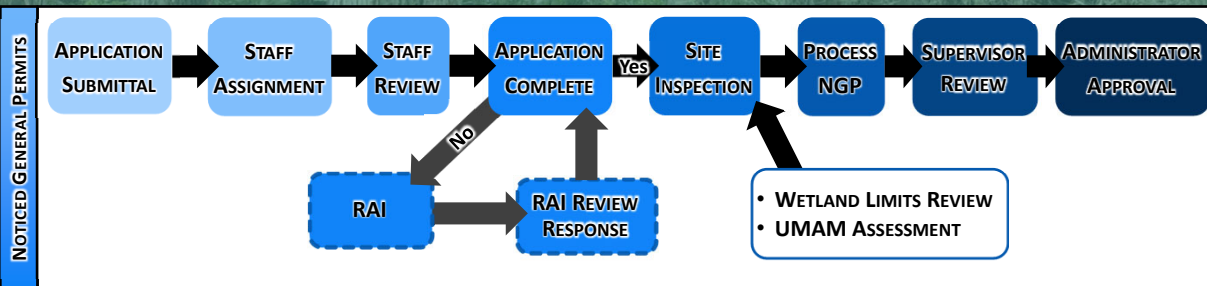 NOTICED GENERAL PERMITS
APPLICATION
SUBMITTAL
STAFF
ASSIGNMENT
STAFF
REVIEW
APPLICATION
COMPLETE
Yes
SITE
INSPECTION
PROCESS
NGP
SUPERVISOR
REVIEW
ADMINISTRATOR
APPROVAL
No
RAI
RAI REVIEW
RESPONSE
• WETLAND LIMITS REVIEW
• UMAM ASSESSMENT